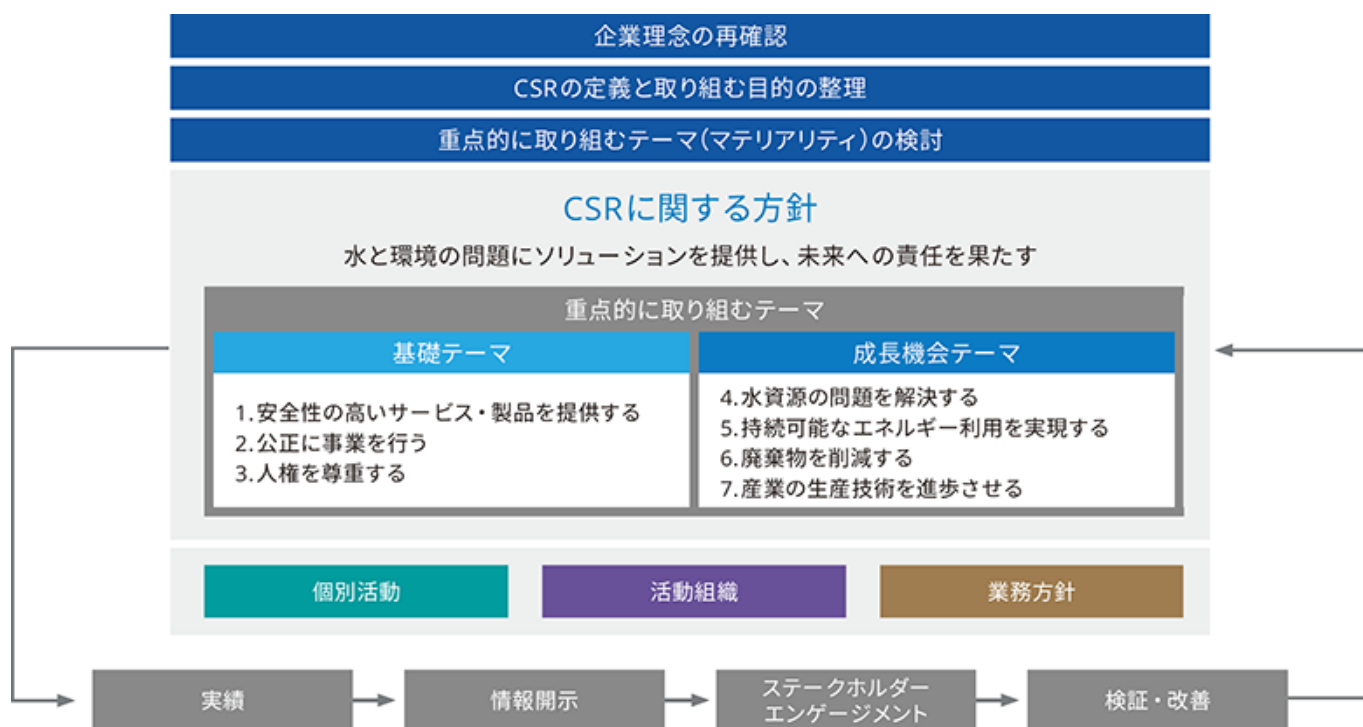 企業理念の再確認
CSRの定義と取り組む目的の整理
重点的に取り組むテーマ(マテリアリティ)の検討
CSRに関する方針
水と環境の問題にソリューションを提供し、未来への責任を果たす
重点的に取り組むテーマ
基礎テーマ
1.安全性の高いサービス・製品を提供する
2.公正に事業を行う
3.人権を尊重する
成長機会テーマ
4.水資源の問題を解決する
5.持続可能なエネルギー利用を実現する
6.廃棄物を削減する
7.産業の生産技術を進歩させる
個別活動
活動組織
業務方針
実績
情報開示
ステークホルダー
エンゲージメント
検証・改善